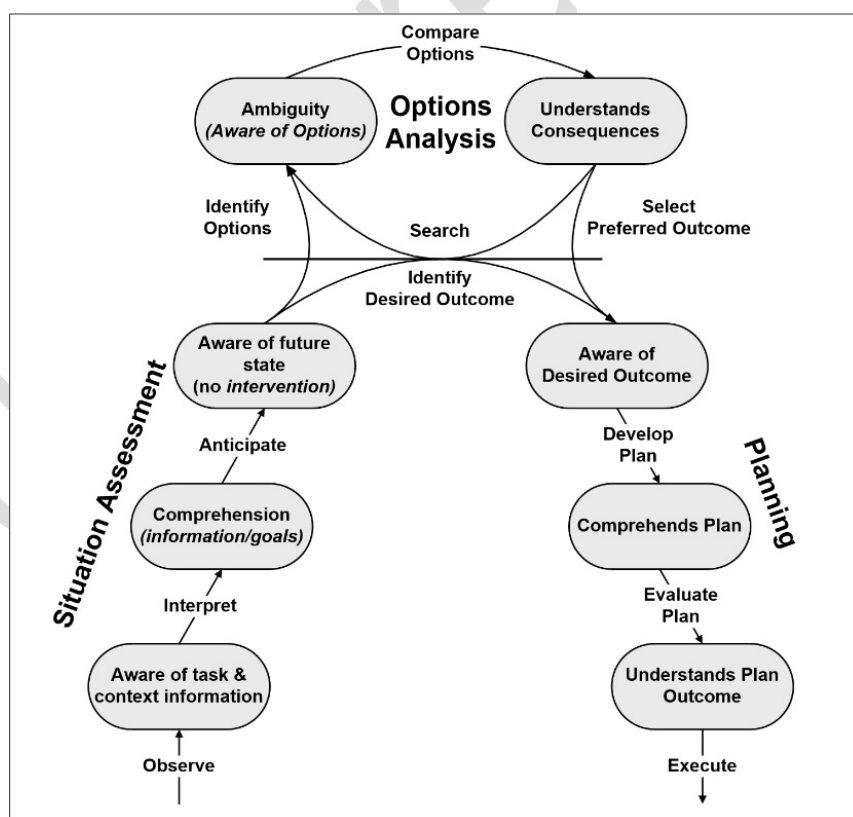 Compare
Options
Ambiguity
(Aware of Options)
Options
Analysis
Understands
Consequences
Identify
Options
Search
Select
Preferred Outcome
Identify
Desired Outcome
Aware of future
state
(no intervention)
Aware of
Desired Outcome
Situation Assessment
Anticipate
Develop
Plan
Planning
Comprehension
(information/goals)
Comprehends Plan
Interpret
Evaluate
Plan
Aware of task &
context information
Understands Plan
Outcome
Observe
Execute